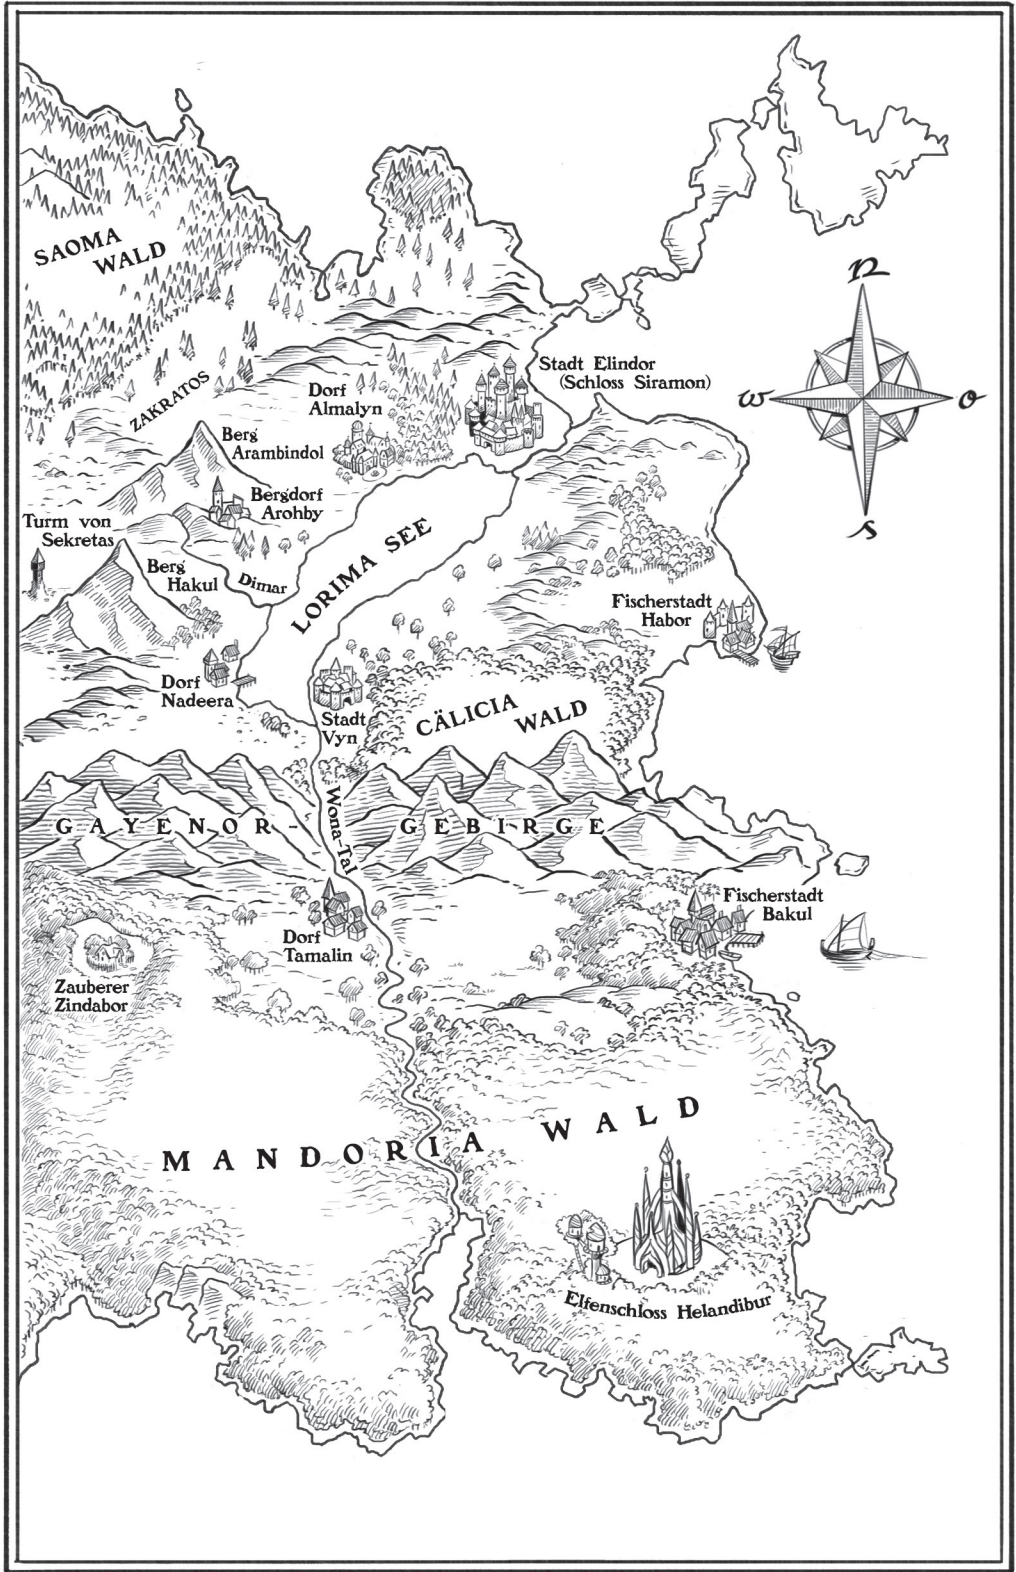 N
W
O
S
SAOMA
WALD
ZAKRATOS
Stadt Elindor
(Schloss Siramon)
Dorf
Almalyn
Berg
Arambindol
Bergdorf
Arohby
Turm von
Sekretas
Berg
Hakul
Dimar
LORIMA SEE
Fischerstadt
Habor
Dorf
Nadeera
Stadt
Vyn
CÄLICIA
WALD
GAYENOR-
GEBIRGE
Wona-Tal
Fischerstadt
Bakul
Dorf
Tamalin
Zauberer
Zindabor
MANDORIA WALD
Elfenschloss Helandibur